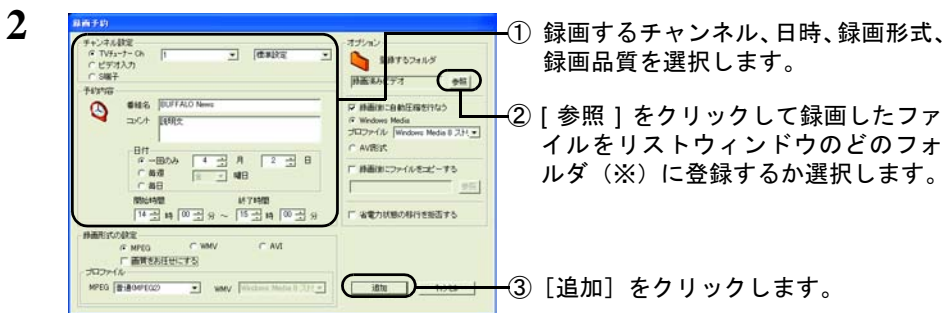 2
録画予約
チャンネル設定
TVチューナー Ch 1 標準設定
ビデオ入力
S端子
予約内容
番組名 BUFFALO News
コメント 説明文
日付
一回のみ 4 月 2 日
毎週 曜日
毎日
開始時間 終了時間
14 時 00 分 ～ 15 時 00 分
録画形式の設定
MPEG WMV AVI
画質をお任せにする
プロファイル
MPEG 普通(MPEG2) WMV Windows Media 8
オプション
登録するフォルダ
録画済みビデオ 参照
録画後に自動圧縮を行なう
Windows Media
プロファイル Windows Media 8
AVI形式
録画後にファイルをコピーする
参照
省電力状態の移行を拒否する
追加 キャンセル
① 録画するチャンネル、日時、録画形式、
録画品質を選択します。
② [ 参照 ] をクリックして録画したファ
イルをリストウィンドウのどのフォ
ルダ（※）に登録するか選択します。
③ ［追加］をクリックします。